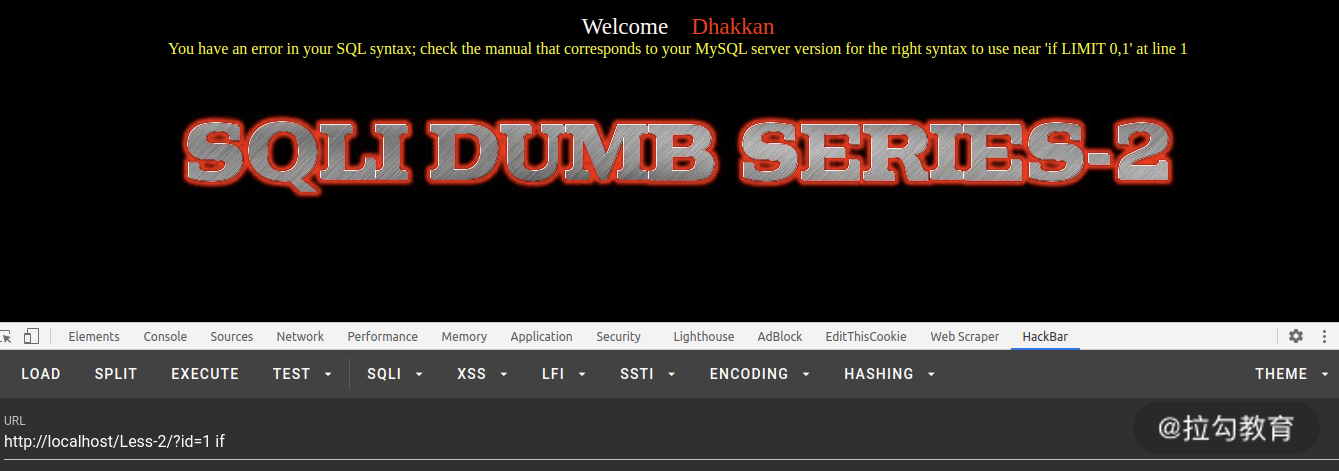 Welcome Dhakkan
You have an error in your SQL syntax; check the manual that corresponds to your MySQL server version for the right syntax to use near 'if LIMIT 0,1' at line 1
SQLI DUMB SERIES-2
Elements Console Sources Network Performance Memory Application Security Lighthouse AdBlock EditThisCookie Web Scraper HackBar
LOAD SPLIT EXECUTE TEST SQLI XSS LFI SSTI ENCODING HASHING THEME
URL
http://localhost/Less-2/?id=1 if
@拉勾教育